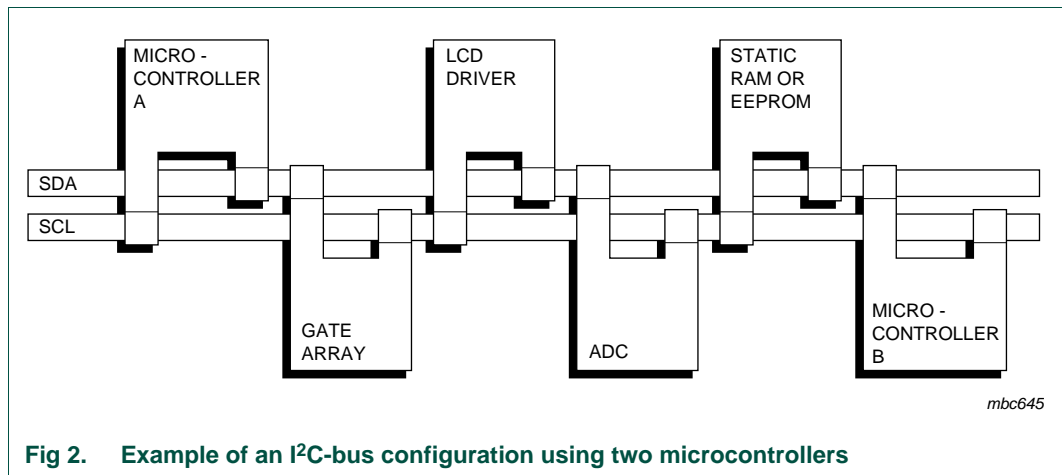 MICRO -
CONTROLLER
A
LCD
DRIVER
STATIC
RAM OR
EEPROM
SDA
SCL
GATE
ARRAY
ADC
MICRO -
CONTROLLER
B
mbc645
Fig 2. Example of an I²C-bus configuration using two microcontrollers